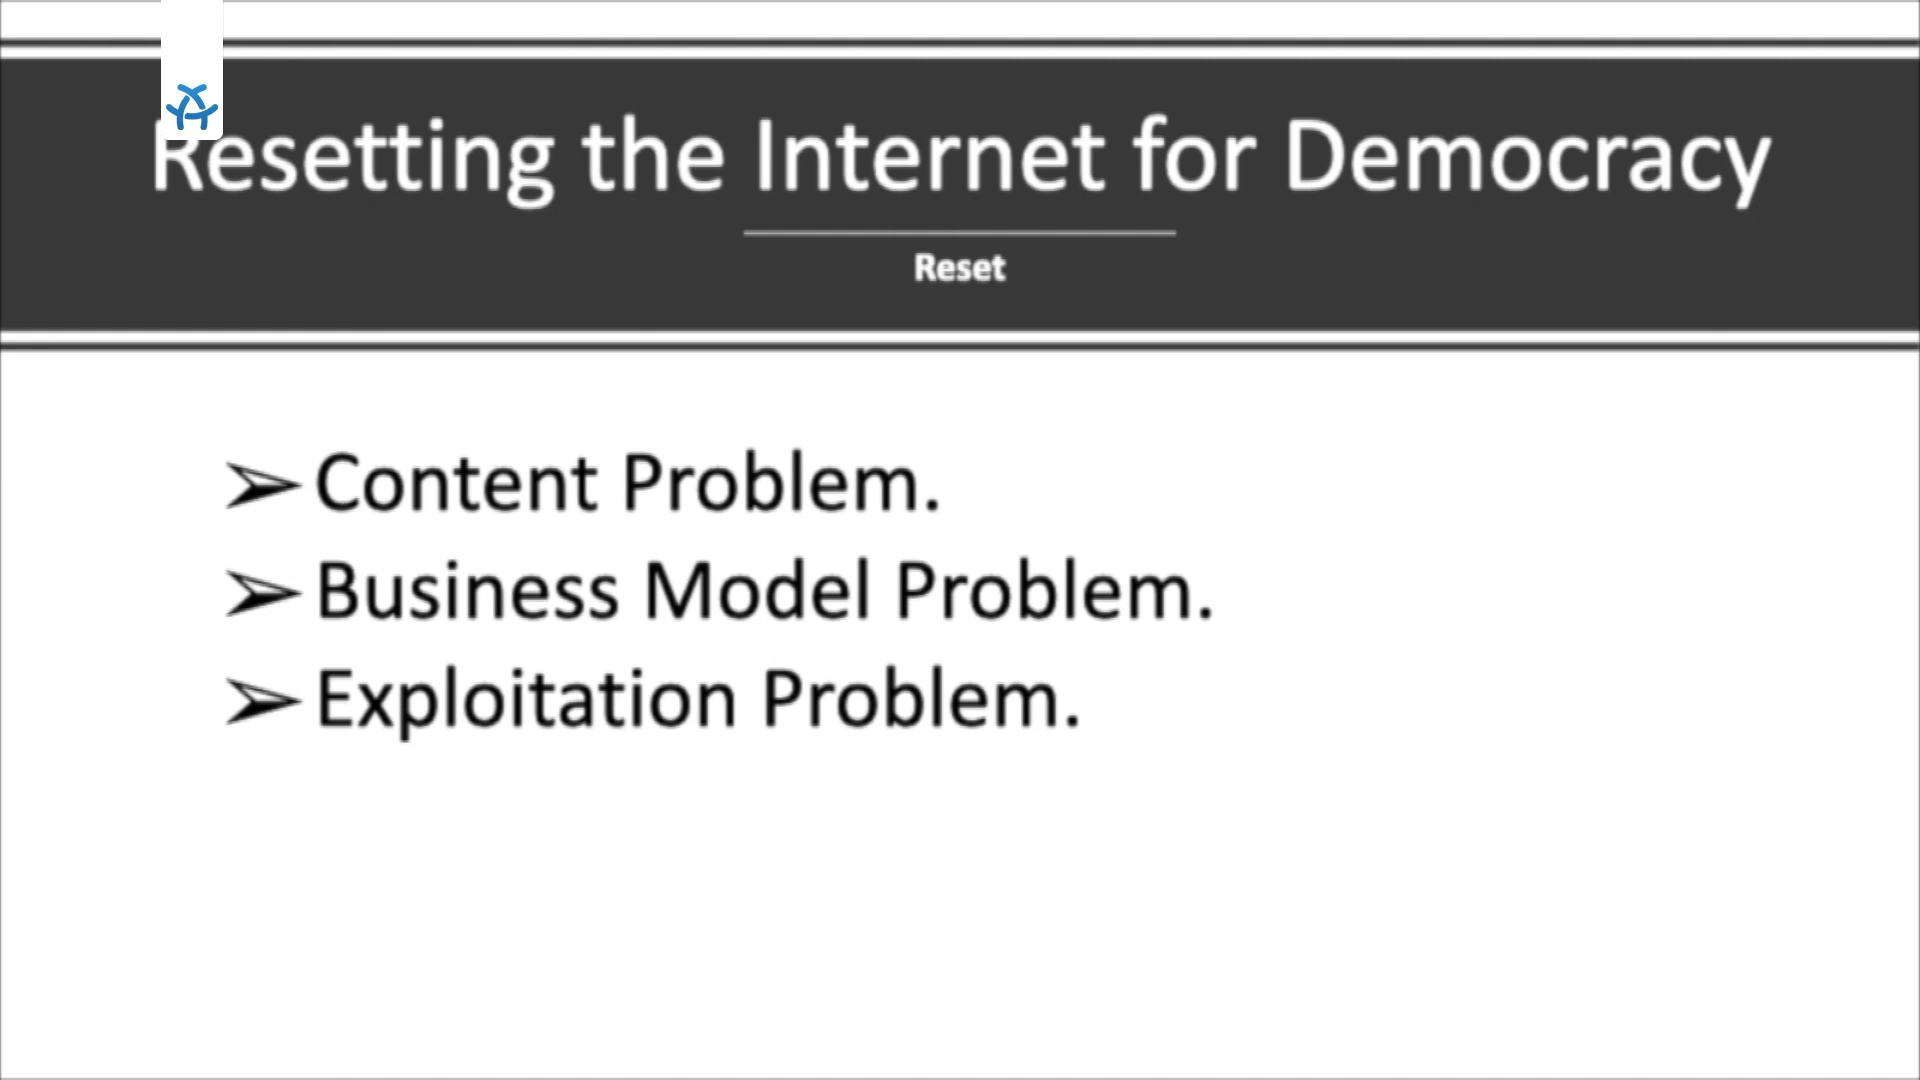 Resetting the Internet for Democracy
Reset
➢ Content Problem.
➢ Business Model Problem.
➢ Exploitation Problem.